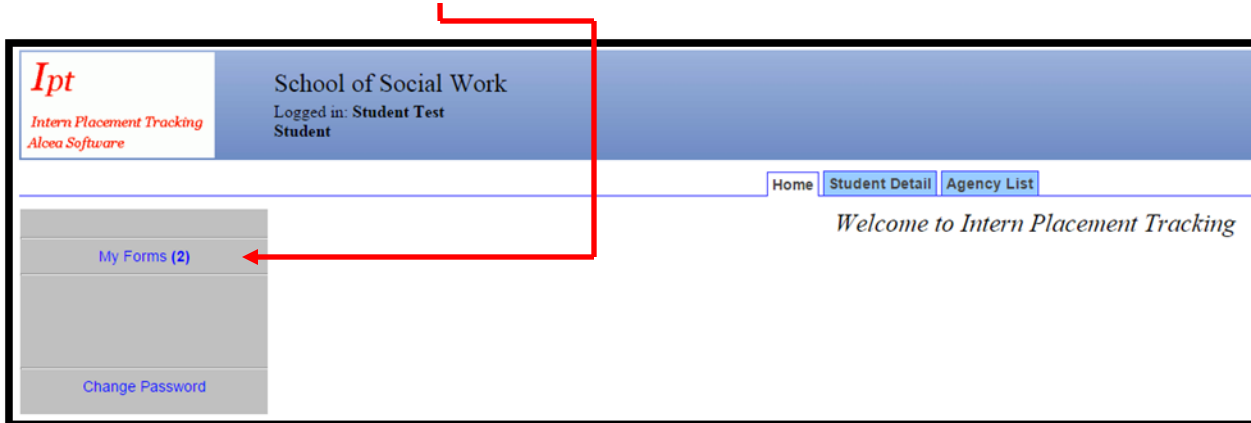 Ipt
Intern Placement Tracking
Alcea Software
School of Social Work
Logged in: Student Test
Student
Home Student Detail Agency List
Welcome to Intern Placement Tracking
My Forms (2)
Change Password